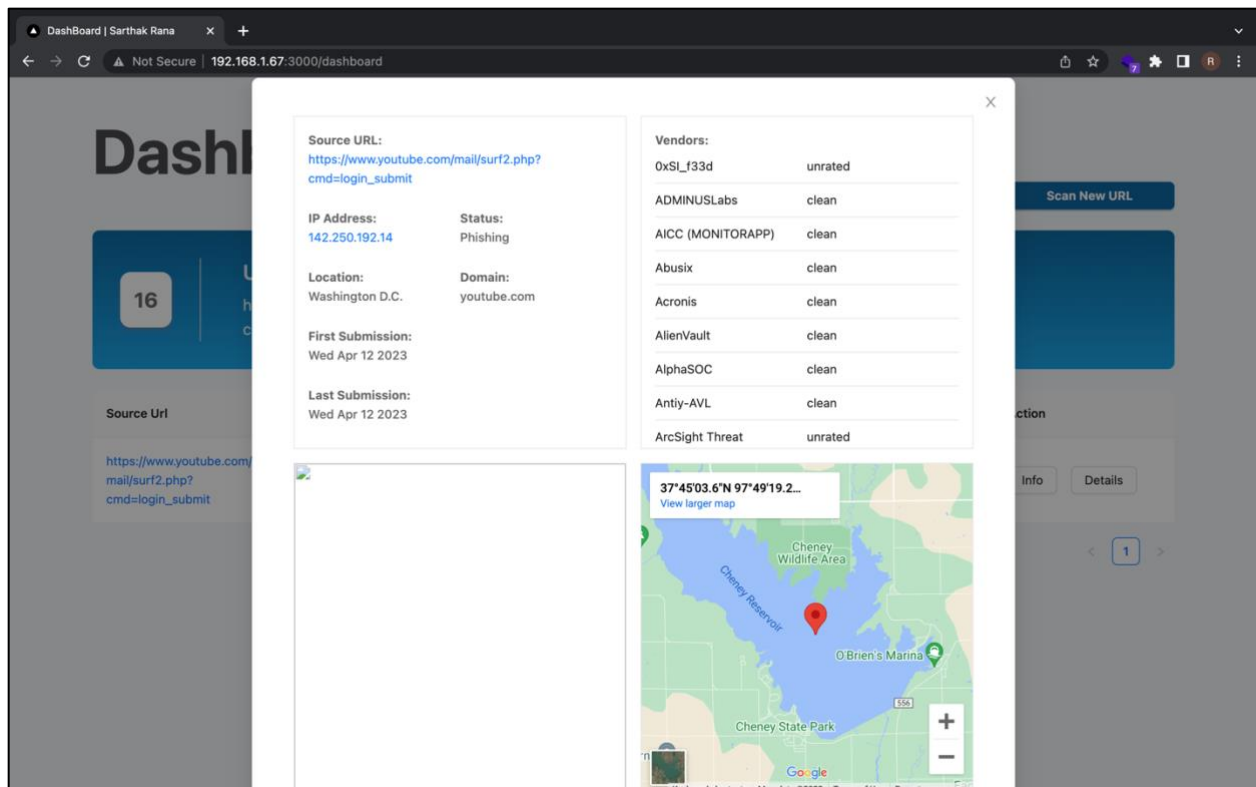 DashBoard | Sarthak Rana
Not Secure | 192.168.1.67:3000/dashboard
7
R
Source URL:
https://www.youtube.com/mail/surf2.php?
cmd=login_submit
IP Address: Status:
142.250.192.14 Phishing
Location: Domain:
Washington D.C. youtube.com
First Submission:
Wed Apr 12 2023
Last Submission:
Wed Apr 12 2023
Vendors:
0xSI_f33d unrated
ADMINUSLabs clean
AICC (MONITORAPP) clean
Abusix clean
Acronis clean
AlienVault clean
AlphaSOC clean
Antiy-AVL clean
ArcSight Threat unrated
Scan New URL
16
Source Url
https://www.youtube.com/
mail/surf2.php?
cmd=login_submit
Info Details
1
37°45'03.6"N 97°49'19.2...
View larger map
Cheney
Wildlife Area
Cheney Reservoir
O'Brien's Marina
556
Cheney State Park
Google